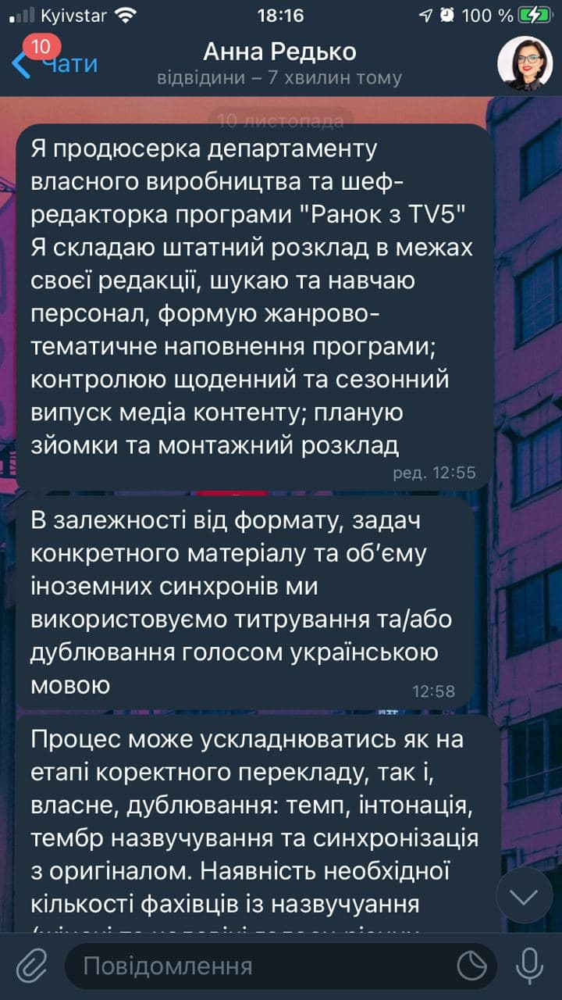 Kyivstar 18:16 100 %
10
Чати
Анна Редько
відвідини – 7 хвилин тому
10 листопада
Я продюсерка департаменту
власного виробництва та шеф-
редакторка програми "Ранок з TV5"
Я складаю штатний розклад в межах
своєї редакції, шукаю та навчаю
персонал, формую жанрово-
тематичне наповнення програми;
контролюю щоденний та сезонний
випуск медіа контенту; планую
зйомки та монтажний розклад
ред. 12:55
В залежності від формату, задач
конкретного матеріалу та об’єму
іноземних синхронів ми
використовуємо титрування та/або
дублювання голосом українською
мовою
12:58
Процес може ускладнюватись як на
етапі коректного перекладу, так і,
власне, дублювання: темп, інтонація,
тембр назвучування та синхронізація
з оригіналом. Наявність необхідної
кількості фахівців із назвучуання
Повідомлення